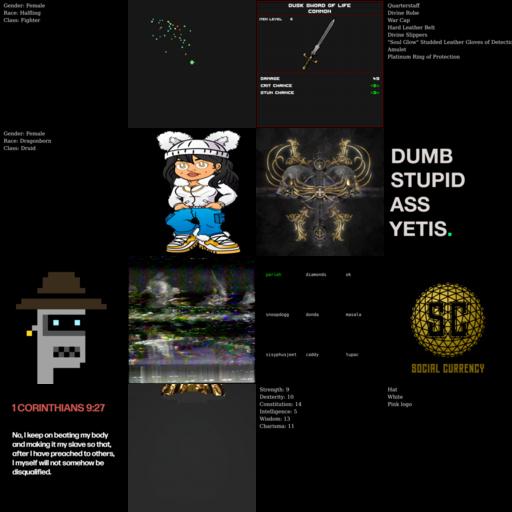 Gender: Female
Race: Halfling
Class: Fighter
DUSK SWORD OF LIFE
COMMON
ITEM LEVEL 6
DAMAGE 45
CRIT CHANCE
STUN CHANCE
Quarterstaff
Divine Robe
War Cap
Hard Leather Belt
Divine Slippers
"Soul Glow" Studded Leather Gloves of Detectio
Amulet
Platinum Ring of Protection
Gender: Female
Race: Dragonborn
Class: Druid
DUMB
STUPID
ASS
YETIS.
pariah diamonds ok
snoopdogg donda masala
sisyphusjeet caddy tupac
SC
SOCIAL CURRENCY
1 CORINTHIANS 9:27
No, I keep on beating my body
and making it my slave so that,
after I have preached to others,
I myself will not somehow be
disqualified.
Strength: 9
Dexterity: 10
Constitution: 14
Intelligence: 5
Wisdom: 13
Charisma: 11
Hat
White
Pink logo